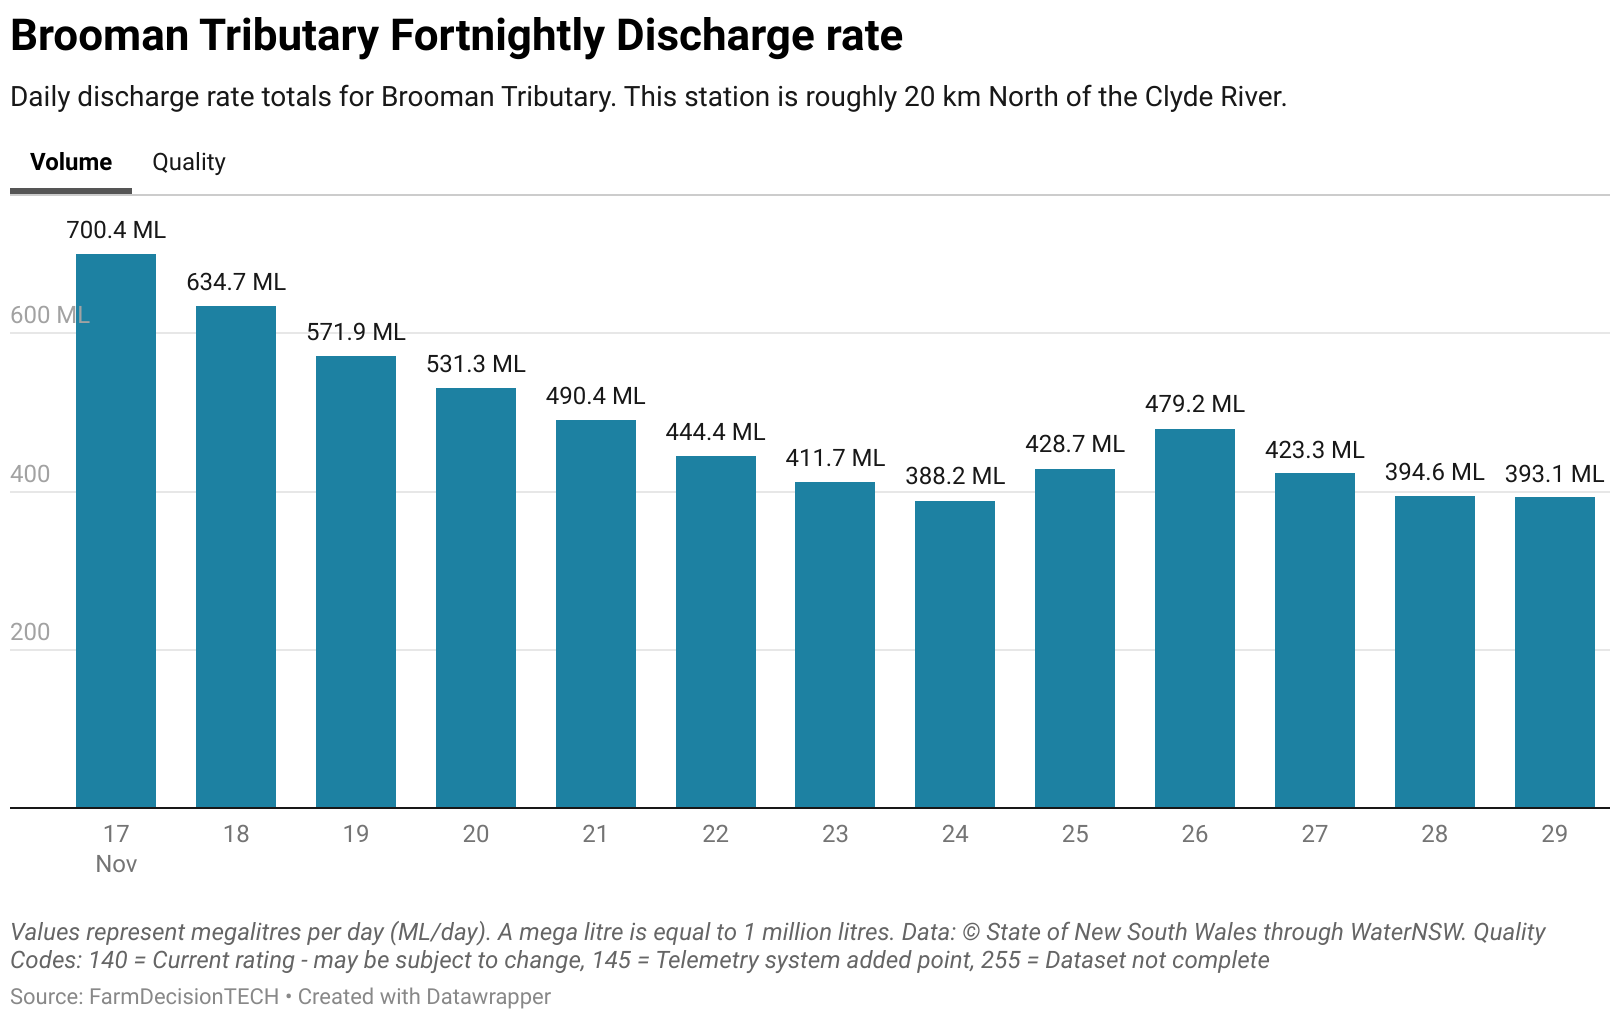 Brooman Tributary Fortnightly Discharge rate
Daily discharge rate totals for Brooman Tributary. This station is roughly 20 km North of the Clyde River.
Volume Quality
700.4 ML
634.7 ML
600 ML
571.9 ML
531.3 ML
490.4 ML
444.4 ML
411.7 ML
388.2 ML
428.7 ML
479.2 ML
423.3 ML
394.6 ML
393.1 ML
400
200
17 18 19 20 21 22 23 24 25 26 27 28 29
Nov
Values represent megalitres per day (ML/day). A mega litre is equal to 1 million litres. Data: © State of New South Wales through WaterNSW. Quality
Codes: 140 = Current rating - may be subject to change, 145 = Telemetry system added point, 255 = Dataset not complete
Source: FarmDecisionTECH • Created with Datawrapper